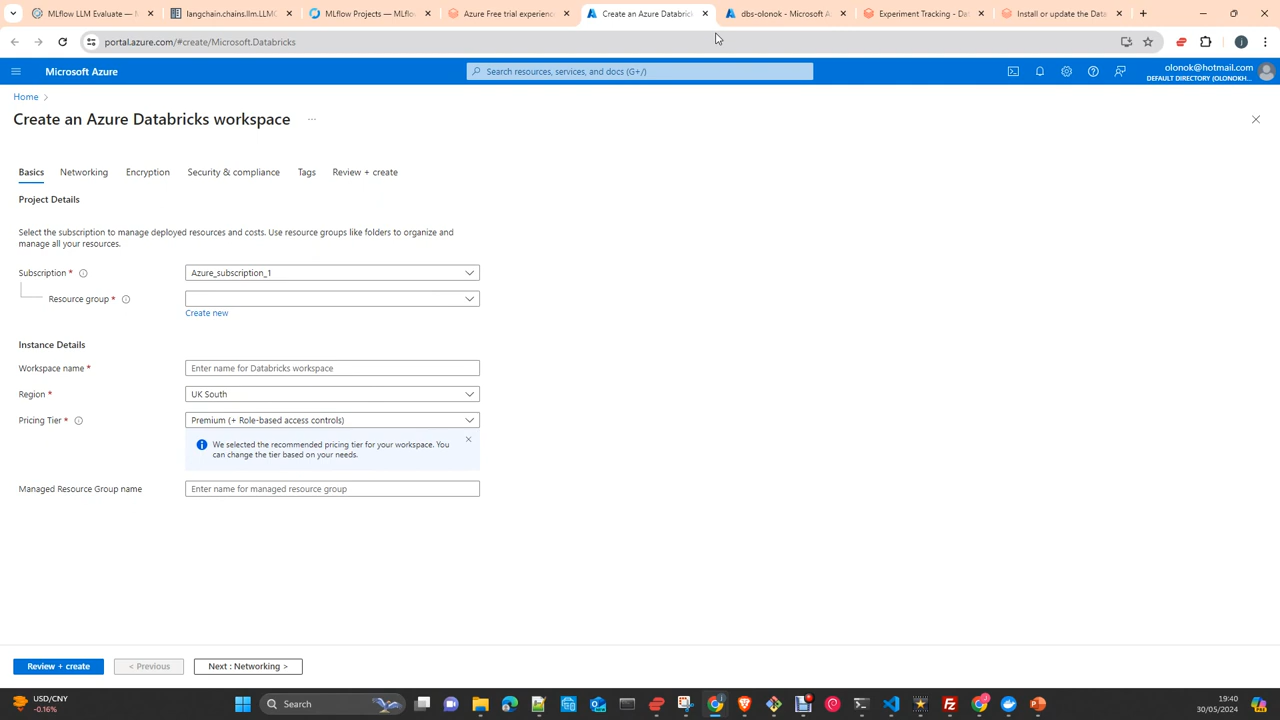 MLflow LLM Evaluate — M
langchain.chains.llm.LLMC
MLflow Projects — MLflow
Azure Free trial experienc
Create an Azure Databric
dbs-olonok - Microsoft A
Experiment Tracking - Da
Install or update the Data
portal.azure.com/#create/Microsoft.Databricks
Microsoft Azure
Search resources, services, and docs (G+/)
olonok@hotmail.com
DEFAULT DIRECTORY (OLONOKH...
Home >
Create an Azure Databricks workspace ...
Basics Networking Encryption Security & compliance Tags Review + create
Project Details
Select the subscription to manage deployed resources and costs. Use resource groups like folders to organize and
manage all your resources.
Subscription * Azure_subscription_1
Resource group *
Create new
Instance Details
Workspace name * Enter name for Databricks workspace
Region * UK South
Pricing Tier * Premium (+ Role-based access controls)
We selected the recommended pricing tier for your workspace. You
can change the tier based on your needs.
Managed Resource Group name Enter name for managed resource group
Review + create < Previous Next : Networking >
USD/CNY
-0.16%
Search
19:40
30/05/2024